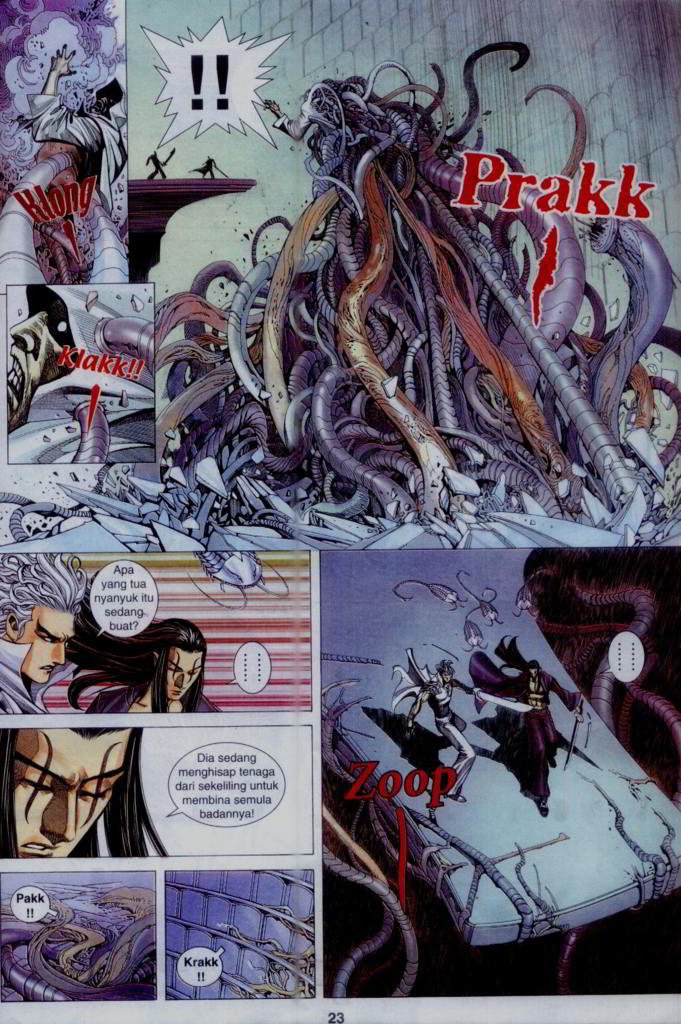 !!
Klong
Prakk
Klakk!!
Apa
yang tua
nyanyuk itu
sedang
buat?
Dia sedang
menghisap tenaga
dari sekeliling untuk
membina semula
badannya!
Zoop
Pakk
!!
Krakk
!!
23